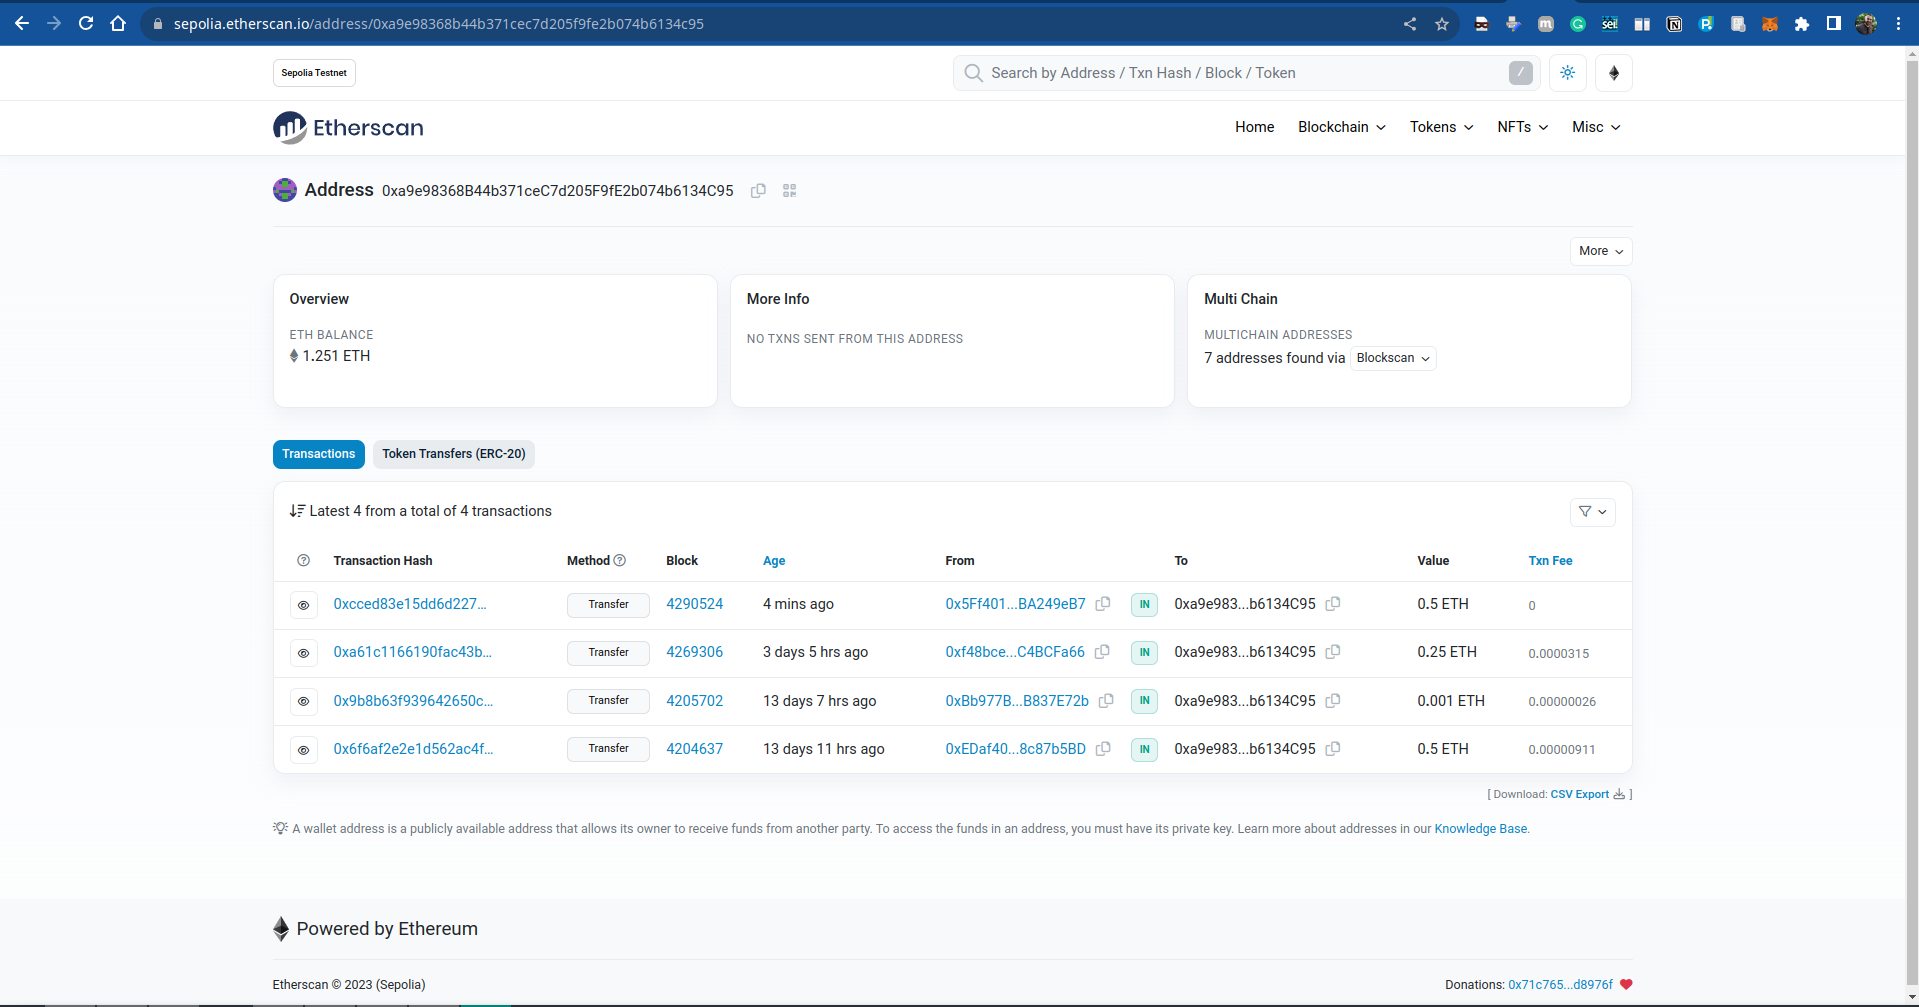 sepolia.etherscan.io/address/0xa9e98368b44b371cec7d205f9fe2b074b6134c95
Sepolia Testnet
Search by Address / Txn Hash / Block / Token
/
Etherscan
Home Blockchain Tokens NFTs Misc
Address 0xa9e98368B44b371ceC7d205F9fE2b074b6134C95
More
Overview
ETH BALANCE
1.251 ETH
More Info
NO TXNS SENT FROM THIS ADDRESS
Multi Chain
MULTICHAIN ADDRESSES
7 addresses found via Blockscan
Transactions Token Transfers (ERC-20)
Latest 4 from a total of 4 transactions
Transaction Hash Method Block Age From To Value Txn Fee
0xcced83e15dd6d227... Transfer 4290524 4 mins ago 0x5Ff401...BA249eB7 IN 0xa9e983...b6134C95 0.5 ETH 0
0xa61c1166190fac43b... Transfer 4269306 3 days 5 hrs ago 0xf48bce...C4BCFa66 IN 0xa9e983...b6134C95 0.25 ETH 0.0000315
0x9b8b63f939642650c... Transfer 4205702 13 days 7 hrs ago 0xBb977B...B837E72b IN 0xa9e983...b6134C95 0.001 ETH 0.00000026
0x6f6af2e2e1d562ac4f... Transfer 4204637 13 days 11 hrs ago 0xEDaf40...8c87b5BD IN 0xa9e983...b6134C95 0.5 ETH 0.00000911
[ Download: CSV Export ]
A wallet address is a publicly available address that allows its owner to receive funds from another party. To access the funds in an address, you must have its private key. Learn more about addresses in our Knowledge Base.
Powered by Ethereum
Etherscan © 2023 (Sepolia)
Donations: 0x71c765...d8976f